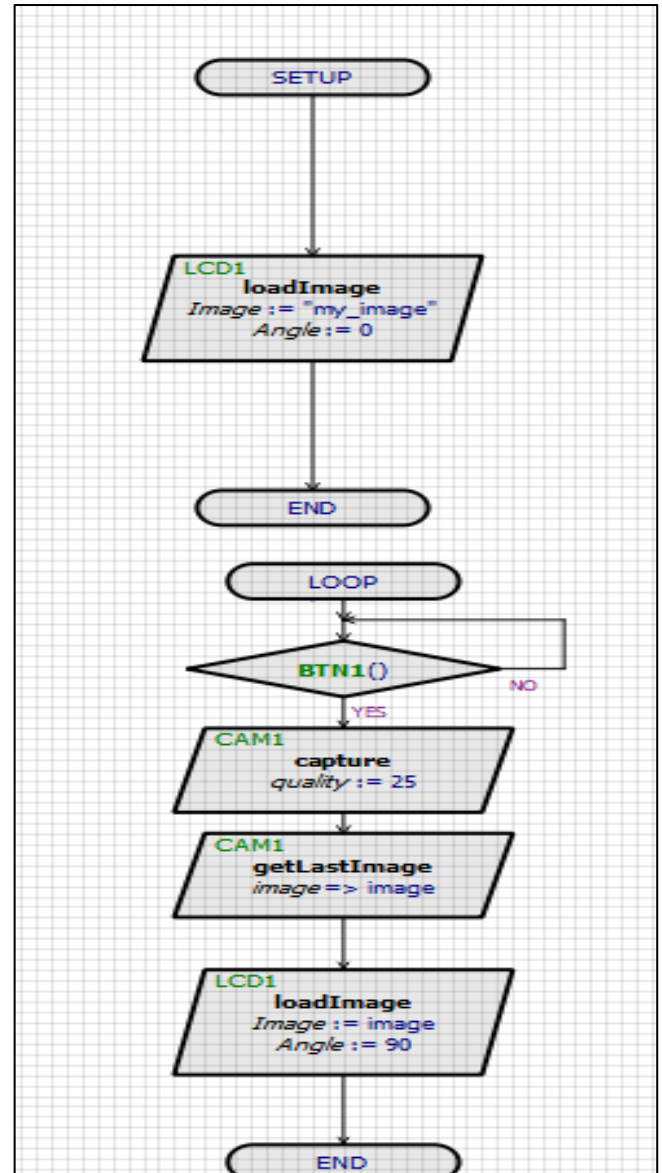 SETUP
LCD1
loadImage
Image := "my_image"
Angle := 0
END
LOOP
BTN1()
NO
YES
CAM1
capture
quality := 25
CAM1
getLastImage
image => image
LCD1
loadImage
Image := image
Angle := 90
END